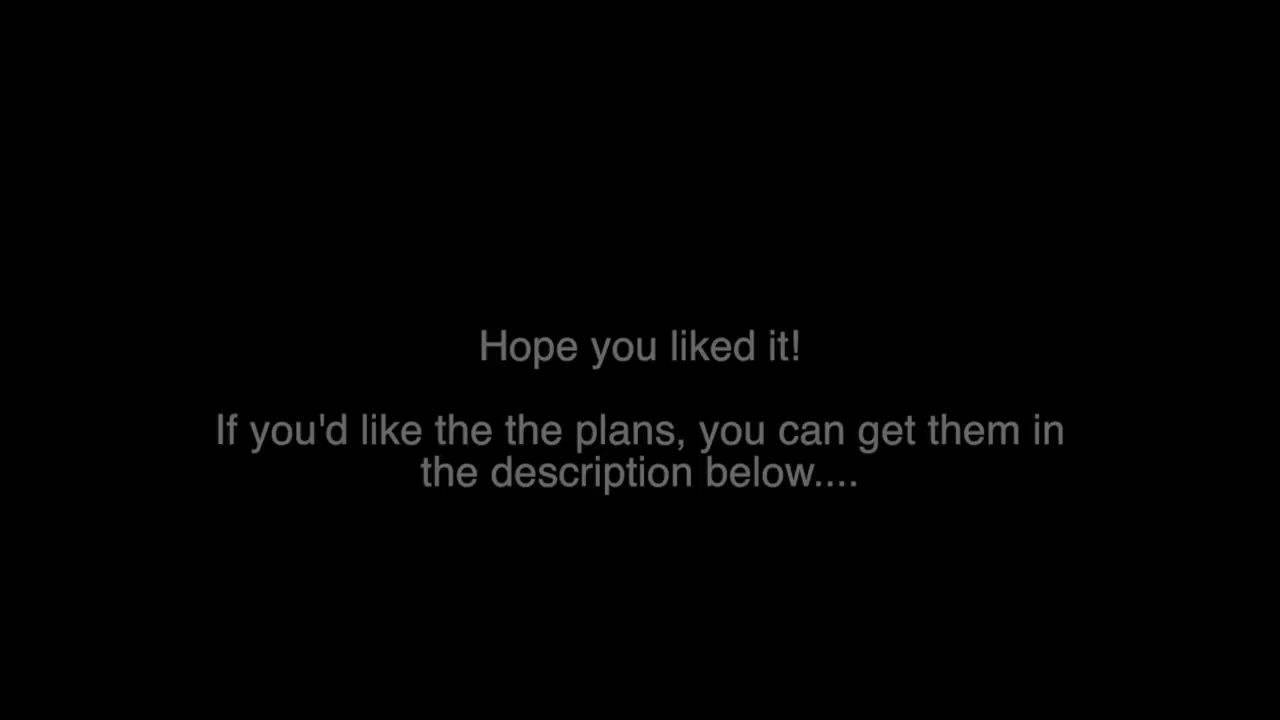 Hope you liked it!
If you'd like the the plans, you can get them in
the description below....